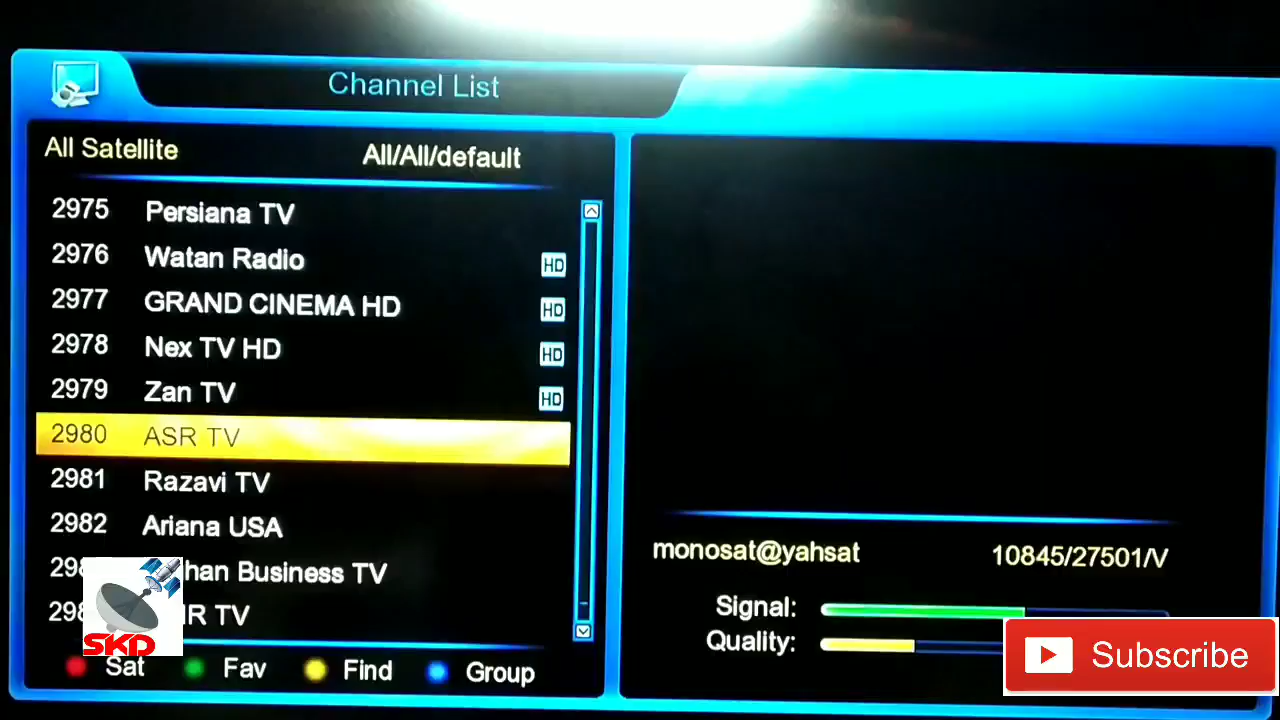 Channel List
All Satellite All/All/default
2975 Persiana TV
2976 Watan Radio HD
2977 GRAND CINEMA HD HD
2978 Nex TV HD HD
2979 Zan TV HD
2980 ASR TV
2981 Razavi TV
2982 Ariana USA
Business TV
TV
monosat@yahsat 10845/27501/V
Signal:
Quality:
SKD
Sat Fav Find Group
Subscribe